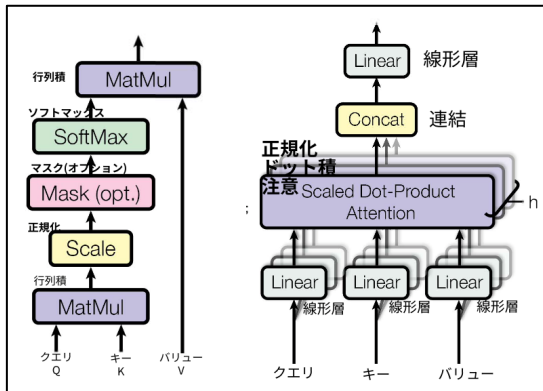 行列積
MatMul
ソフトマックス
SoftMax
マスク(オプション)
Mask (opt.)
正規化
Scale
行列積
MatMul
クエリ
Q
キー
K
バリュー
V
Linear
線形層
Concat
連結
正規化
ドット積
注意
Scaled Dot-Product
Attention
h
Linear
線形層
Linear
線形層
Linear
線形層
クエリ
キー
バリュー